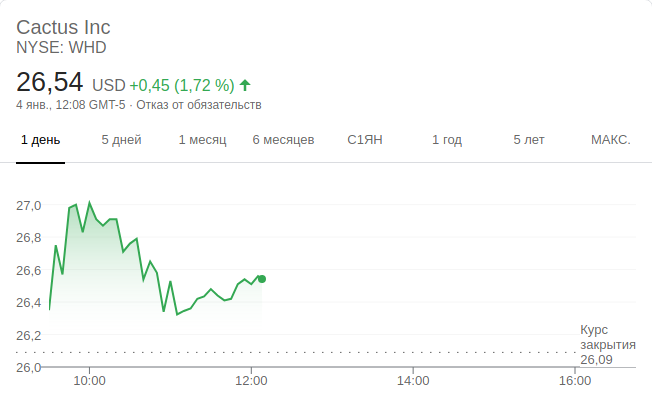 Cactus Inc
NYSE: WHD
26,54 USD +0,45 (1,72 %)
4 янв., 12:08 GMT-5 · Отказ от обязательств
1 день 5 дней 1 месяц 6 месяцев С1ЯН 1 год 5 лет МАКС.
27,0
26,8
26,6
26,4
26,2
Курс
закрытия
26,09
26,0
10:00 12:00 14:00 16:00